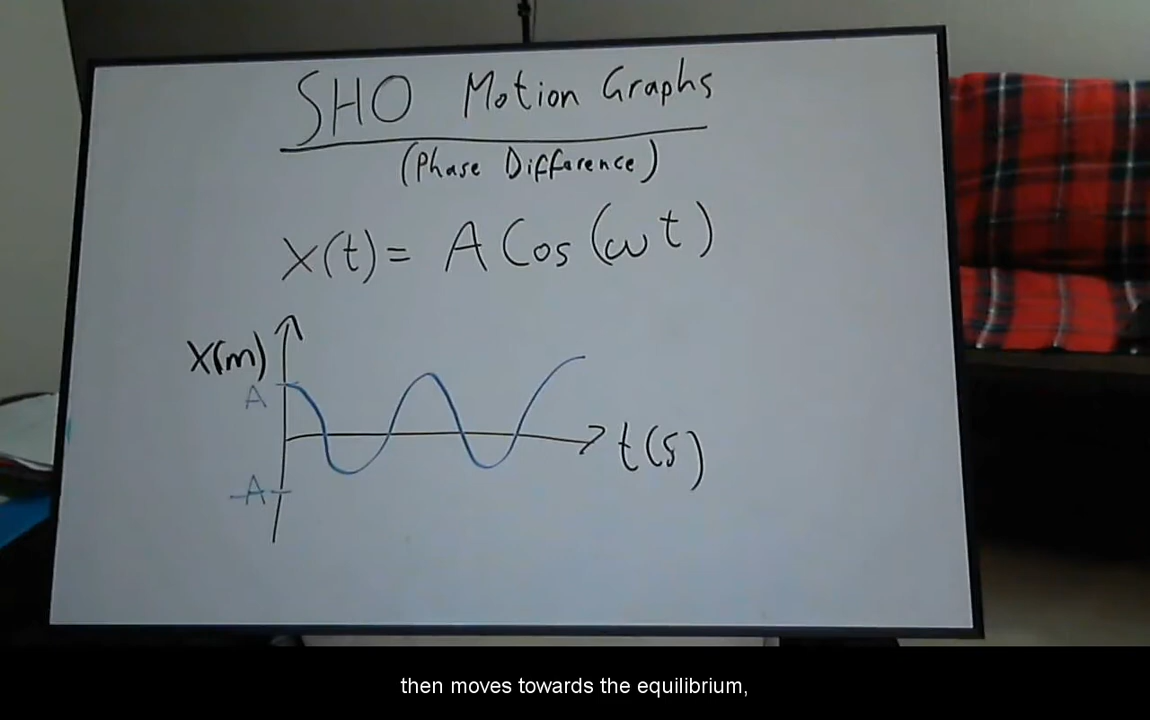 SHO Motion Graphs
(Phase Difference)
X(t) = A Cos (ωt)
X(m)
A
-A
t(s)
then moves towards the equilibrium,